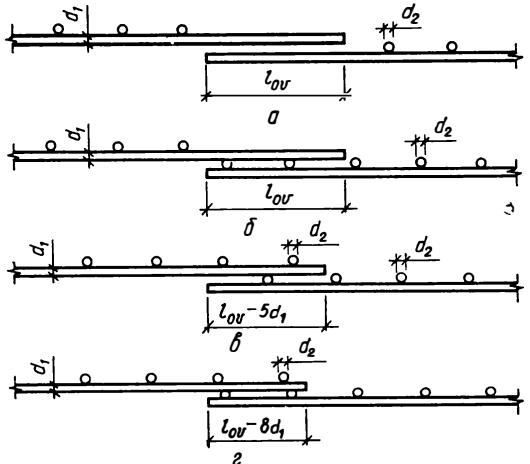 d₁
d₂
lov
а
d₁
d₂
lov
б
d₁
d₂
d₂
lov-5d₁
в
d₁
d₂
lov-8d₁
г